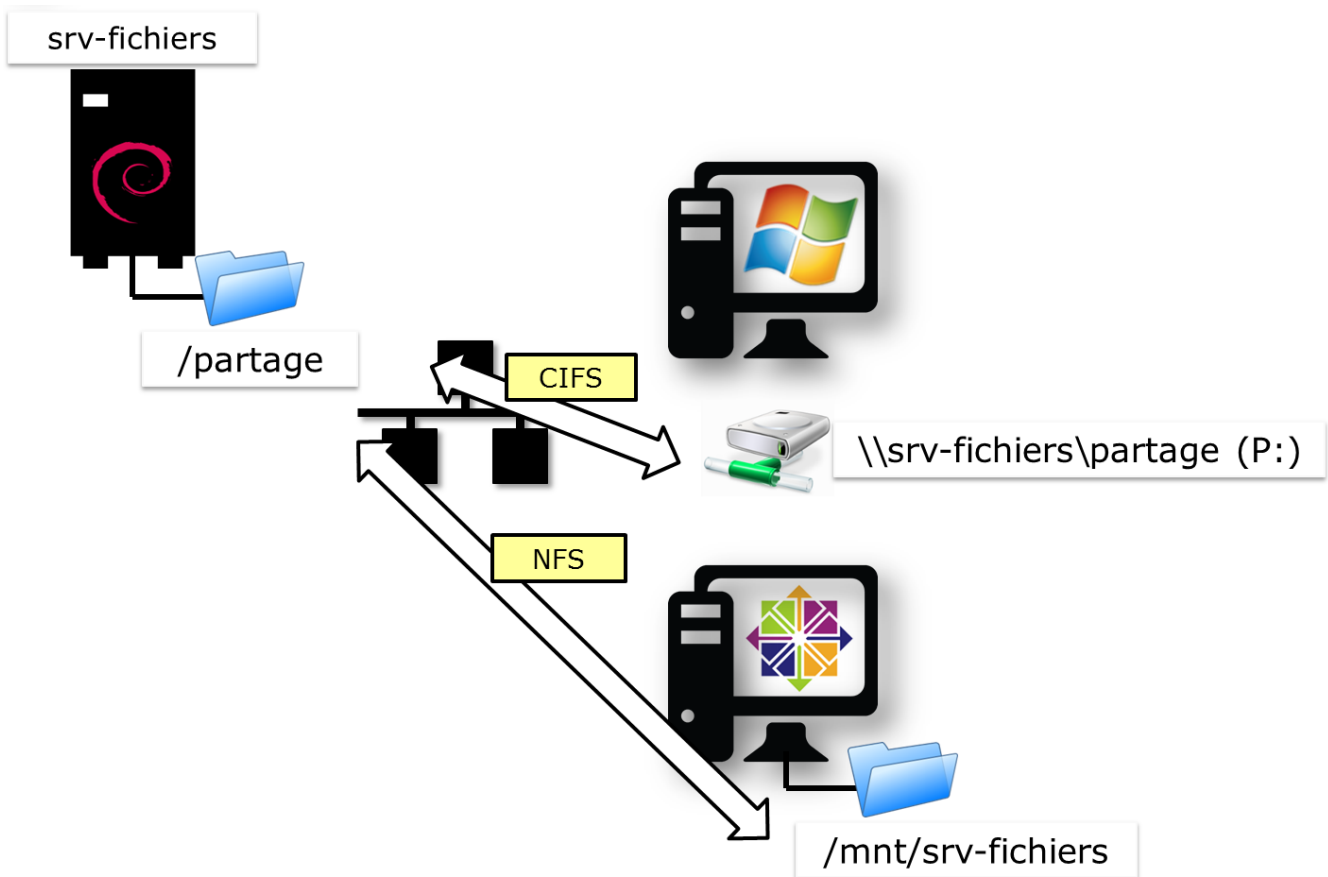 srv-fichiers
/partage
CIFS
\\srv-fichiers\partage (P:)
NFS
/mnt/srv-fichiers